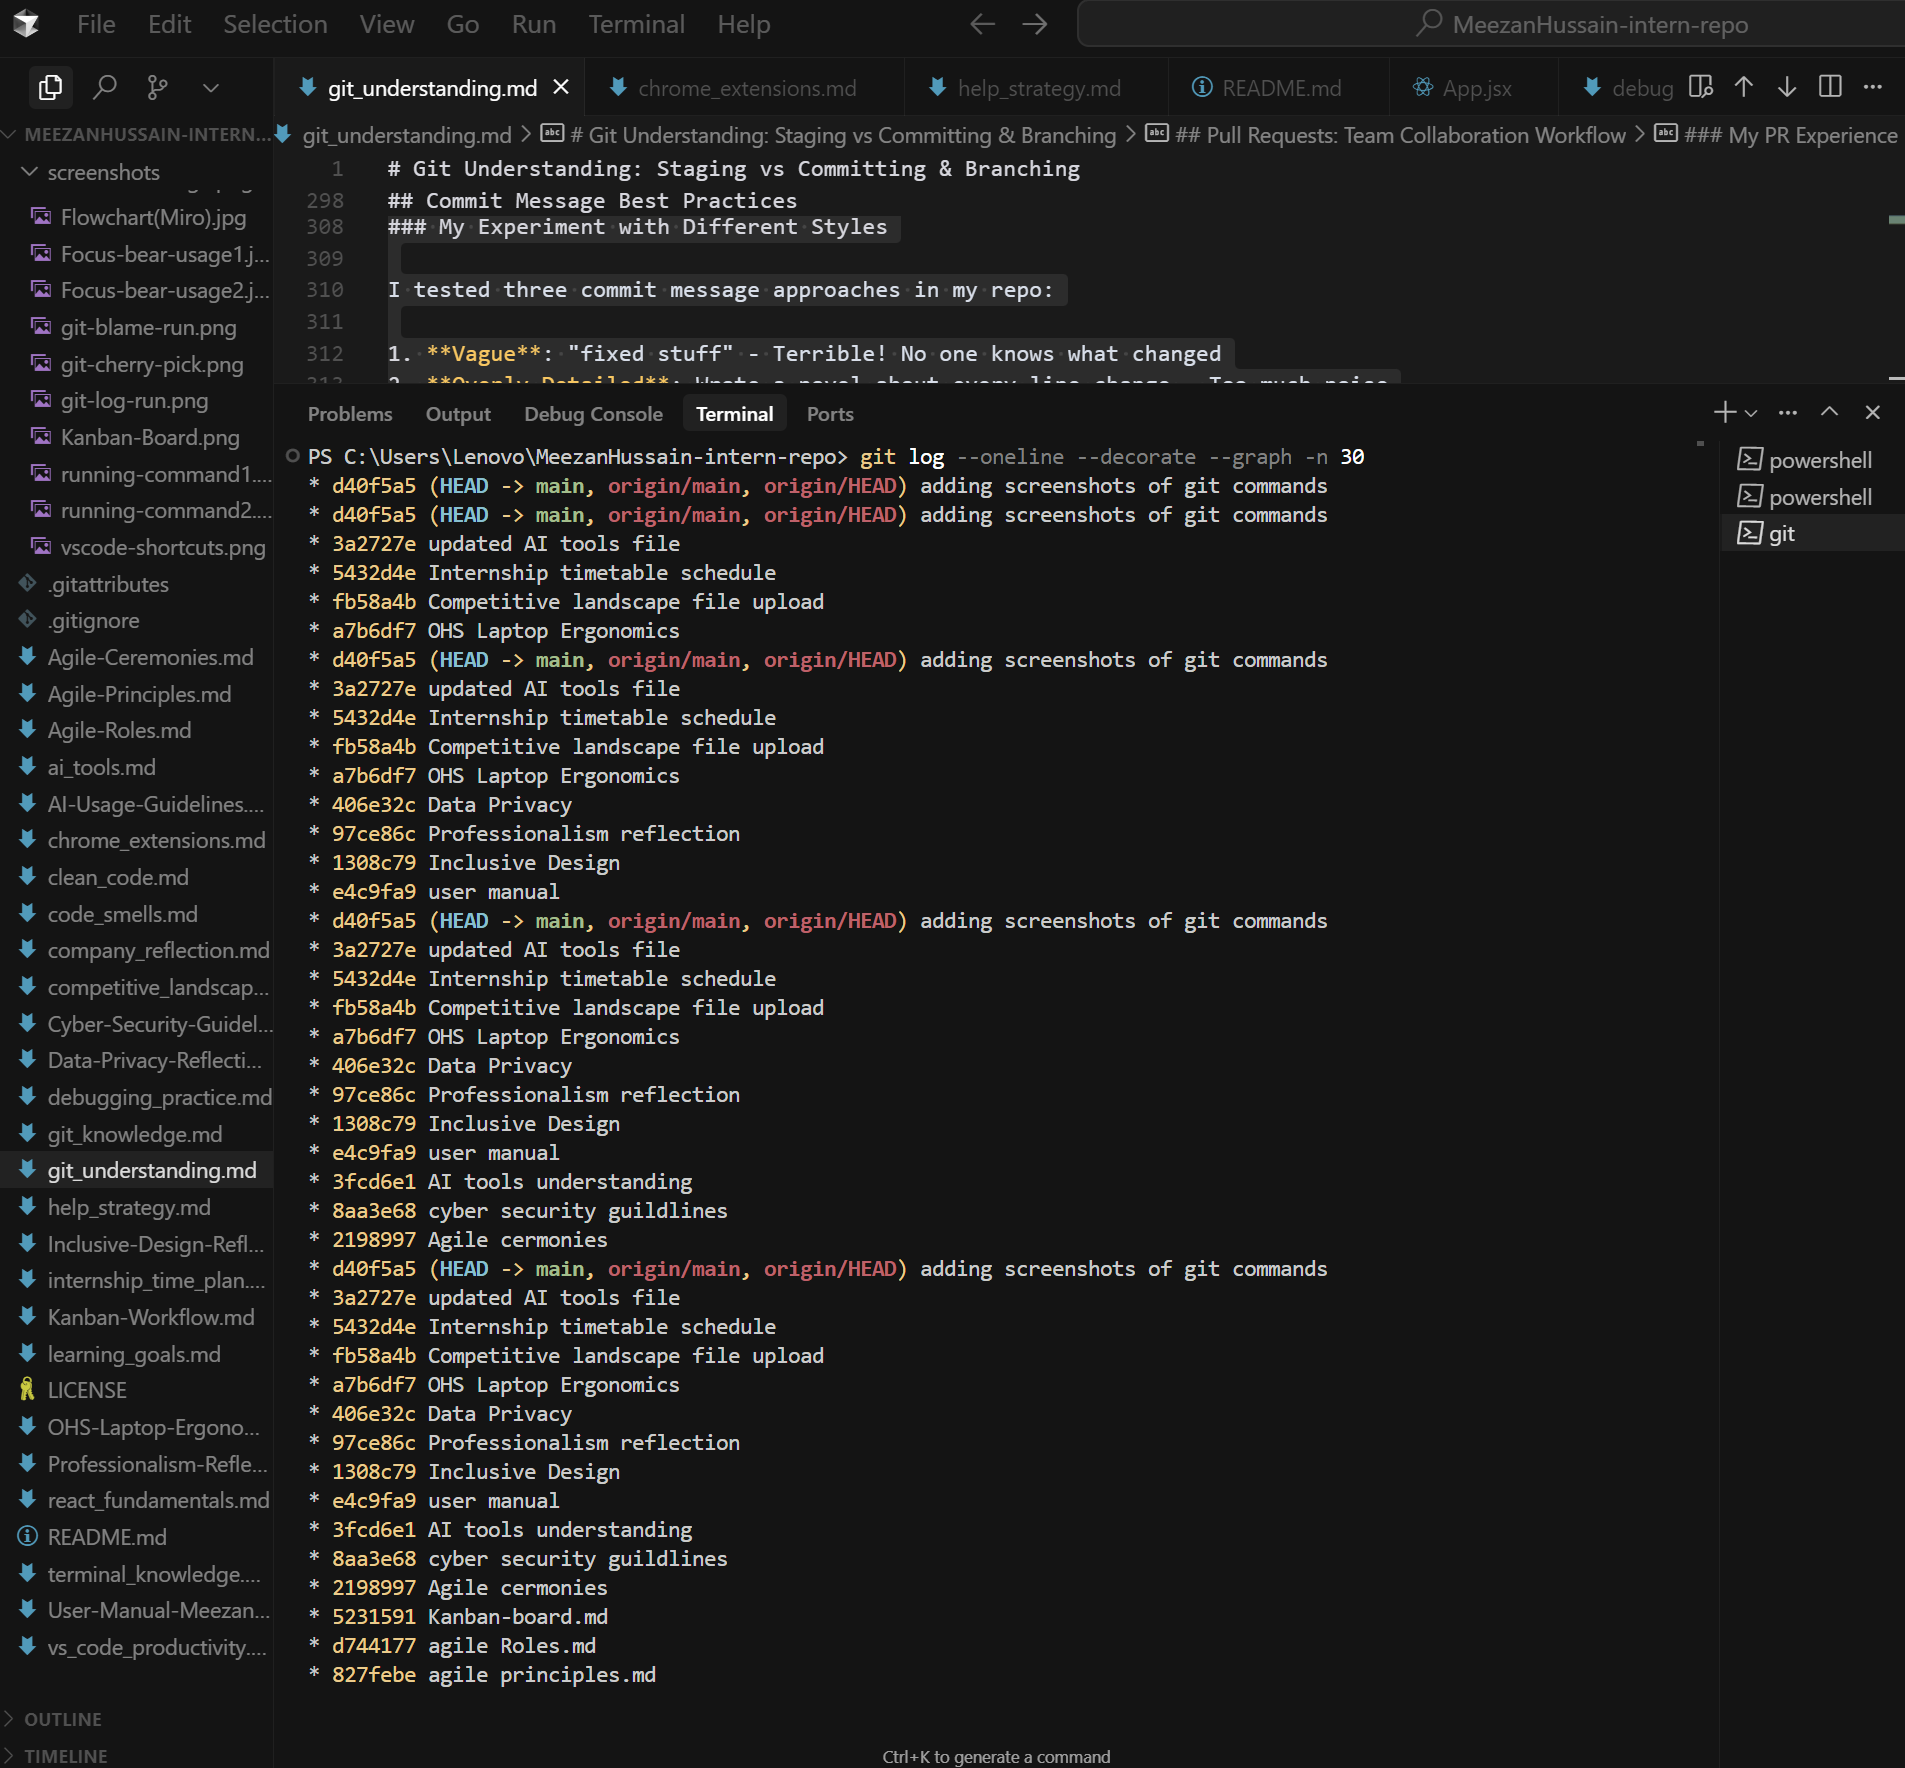 File Edit Selection View Go Run Terminal Help MeezanHussain-intern-repo
git_understanding.md chrome_extensions.md help_strategy.md README.md App.jsx debug
MEEZANHUSSAIN-INTERN...
screenshots
Flowchart(Miro).jpg
Focus-bear-usage1.j...
Focus-bear-usage2.j...
git-blame-run.png
git-cherry-pick.png
git-log-run.png
Kanban-Board.png
running-command1....
running-command2....
vscode-shortcuts.png
.gitattributes
.gitignore
Agile-Ceremonies.md
Agile-Principles.md
Agile-Roles.md
ai_tools.md
AI-Usage-Guidelines....
chrome_extensions.md
clean_code.md
code_smells.md
company_reflection.md
competitive_landscap...
Cyber-Security-Guidel...
Data-Privacy-Reflecti...
debugging_practice.md
git_knowledge.md
git_understanding.md
help_strategy.md
Inclusive-Design-Refl...
internship_time_plan....
Kanban-Workflow.md
learning_goals.md
LICENSE
OHS-Laptop-Ergono...
Professionalism-Refle...
react_fundamentals.md
README.md
terminal_knowledge....
User-Manual-Meezan...
vs_code_productivity....
OUTLINE
TIMELINE
git_understanding.md > # Git Understanding: Staging vs Committing & Branching > ## Pull Requests: Team Collaboration Workflow > ### My PR Experience
1 # Git Understanding: Staging vs Committing & Branching
298 ## Commit Message Best Practices
308 ### My Experiment with Different Styles
309
310 I tested three commit message approaches in my repo:
311
312 1. **Vague**: "fixed stuff" - Terrible! No one knows what changed
313 2. **Overly Detailed**: Wrote a novel about every line change - Too much noise
Problems Output Debug Console Terminal Ports
PS C:\Users\Lenovo\MeezanHussain-intern-repo> git log --oneline --decorate --graph -n 30
* d40f5a5 (HEAD -> main, origin/main, origin/HEAD) adding screenshots of git commands
* d40f5a5 (HEAD -> main, origin/main, origin/HEAD) adding screenshots of git commands
* 3a2727e updated AI tools file
* 5432d4e Internship timetable schedule
* fb58a4b Competitive landscape file upload
* a7b6df7 OHS Laptop Ergonomics
* d40f5a5 (HEAD -> main, origin/main, origin/HEAD) adding screenshots of git commands
* 3a2727e updated AI tools file
* 5432d4e Internship timetable schedule
* fb58a4b Competitive landscape file upload
* a7b6df7 OHS Laptop Ergonomics
* 406e32c Data Privacy
* 97ce86c Professionalism reflection
* 1308c79 Inclusive Design
* e4c9fa9 user manual
* d40f5a5 (HEAD -> main, origin/main, origin/HEAD) adding screenshots of git commands
* 3a2727e updated AI tools file
* 5432d4e Internship timetable schedule
* fb58a4b Competitive landscape file upload
* a7b6df7 OHS Laptop Ergonomics
* 406e32c Data Privacy
* 97ce86c Professionalism reflection
* 1308c79 Inclusive Design
* e4c9fa9 user manual
* 3fcd6e1 AI tools understanding
* 8aa3e68 cyber security guildlines
* 2198997 Agile cermonies
* d40f5a5 (HEAD -> main, origin/main, origin/HEAD) adding screenshots of git commands
* 3a2727e updated AI tools file
* 5432d4e Internship timetable schedule
* fb58a4b Competitive landscape file upload
* a7b6df7 OHS Laptop Ergonomics
* 406e32c Data Privacy
* 97ce86c Professionalism reflection
* 1308c79 Inclusive Design
* e4c9fa9 user manual
* 3fcd6e1 AI tools understanding
* 8aa3e68 cyber security guildlines
* 2198997 Agile cermonies
* 5231591 Kanban-board.md
* d744177 agile Roles.md
* 827febe agile principles.md
powershell
powershell
git
Ctrl+K to generate a command